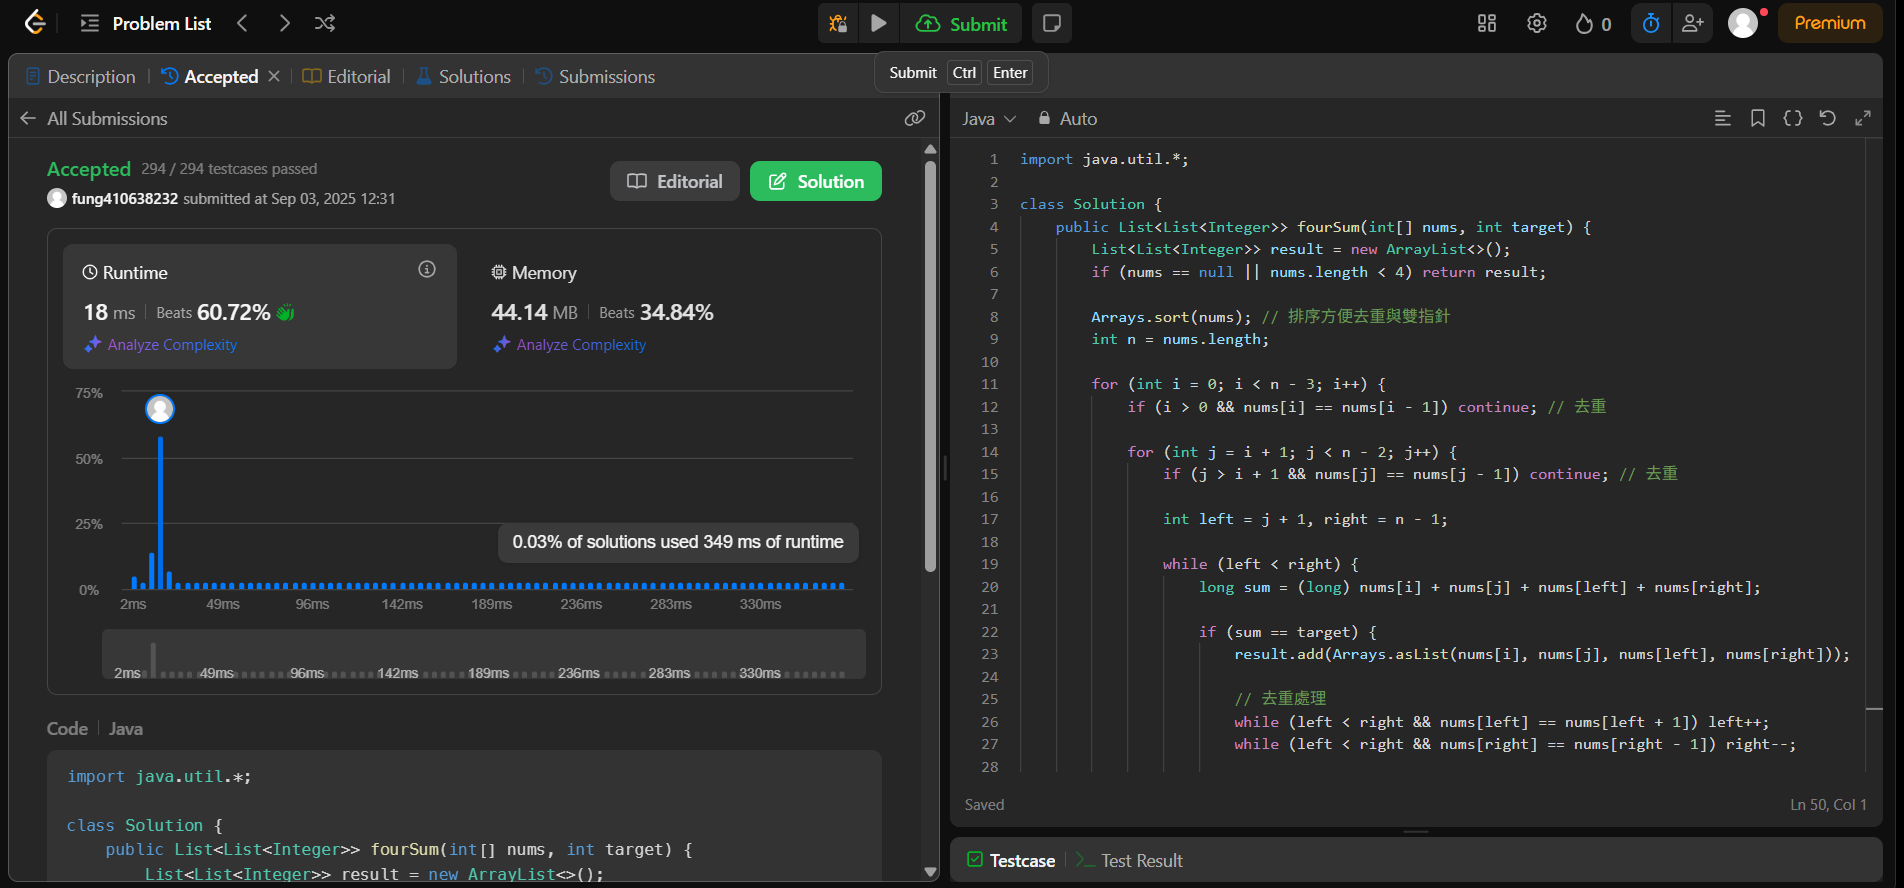 Problem List
Submit
0
Premium
Submit Ctrl Enter
Description
Accepted
Editorial
Solutions
Submissions
All Submissions
Accepted 294 / 294 testcases passed
fung410638232 submitted at Sep 03, 2025 12:31
Editorial
Solution
Runtime
18 ms Beats 60.72%
Analyze Complexity
Memory
44.14 MB Beats 34.84%
Analyze Complexity
75%
50%
25%
0%
0.03% of solutions used 349 ms of runtime
2ms 49ms 96ms 142ms 189ms 236ms 283ms 330ms
2ms 49ms 96ms 142ms 189ms 236ms 283ms 330ms
Code Java
import java.util.*;
class Solution {
public List<List<Integer>> fourSum(int[] nums, int target) {
List<List<Integer>> result = new ArrayList<>();
Java Auto
1 import java.util.*;
2
3 class Solution {
4 public List<List<Integer>> fourSum(int[] nums, int target) {
5 List<List<Integer>> result = new ArrayList<>();
6 if (nums == null || nums.length < 4) return result;
7
8 Arrays.sort(nums); // 排序方便去重與雙指針
9 int n = nums.length;
10
11 for (int i = 0; i < n - 3; i++) {
12 if (i > 0 && nums[i] == nums[i - 1]) continue; // 去重
13
14 for (int j = i + 1; j < n - 2; j++) {
15 if (j > i + 1 && nums[j] == nums[j - 1]) continue; // 去重
16
17 int left = j + 1, right = n - 1;
18
19 while (left < right) {
20 long sum = (long) nums[i] + nums[j] + nums[left] + nums[right];
21
22 if (sum == target) {
23 result.add(Arrays.asList(nums[i], nums[j], nums[left], nums[right]));
24
25 // 去重處理
26 while (left < right && nums[left] == nums[left + 1]) left++;
27 while (left < right && nums[right] == nums[right - 1]) right--;
28
Saved
Ln 50, Col 1
Testcase
Test Result